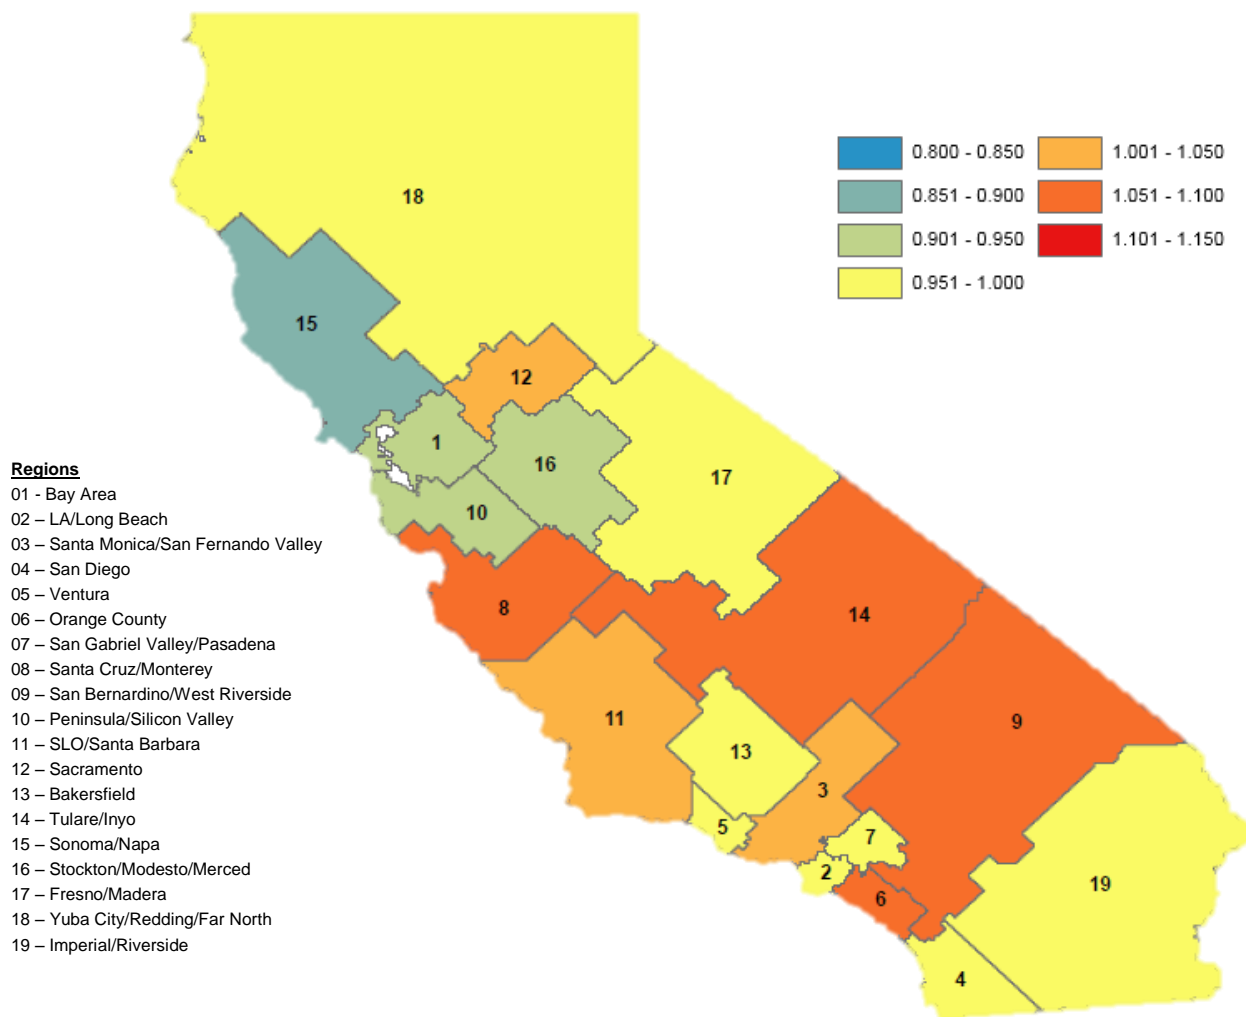 18
0.800 - 0.850
1.001 - 1.050
0.851 - 0.900
1.051 - 1.100
0.901 - 0.950
1.101 - 1.150
0.951 - 1.000
15
12
1
16
17
10
8
14
11
9
13
3
5
7
2
6
19
4
Regions
01 - Bay Area
02 – LA/Long Beach
03 – Santa Monica/San Fernando Valley
04 – San Diego
05 – Ventura
06 – Orange County
07 – San Gabriel Valley/Pasadena
08 – Santa Cruz/Monterey
09 – San Bernardino/West Riverside
10 – Peninsula/Silicon Valley
11 – SLO/Santa Barbara
12 – Sacramento
13 – Bakersfield
14 – Tulare/Inyo
15 – Sonoma/Napa
16 – Stockton/Modesto/Merced
17 – Fresno/Madera
18 – Yuba City/Redding/Far North
19 – Imperial/Riverside